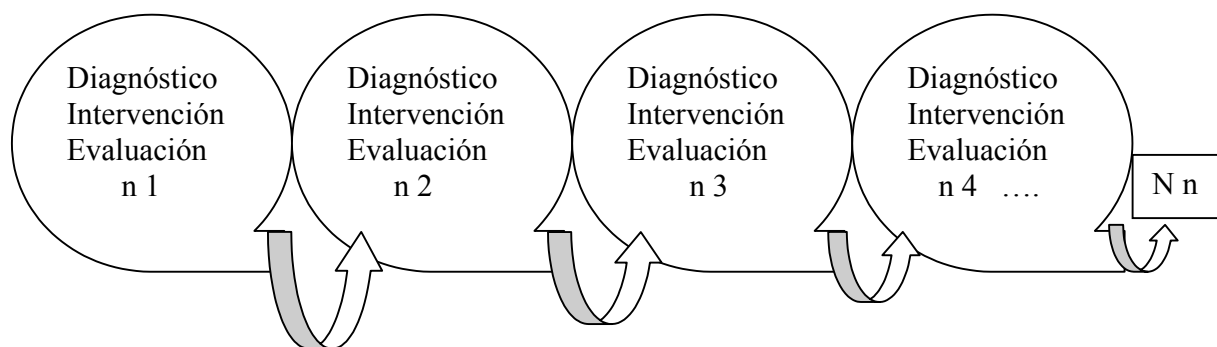 Diagnóstico
Intervención
Evaluación
n 1
Diagnóstico
Intervención
Evaluación
n 2
Diagnóstico
Intervención
Evaluación
n 3
Diagnóstico
Intervención
Evaluación
n 4 ....
N n